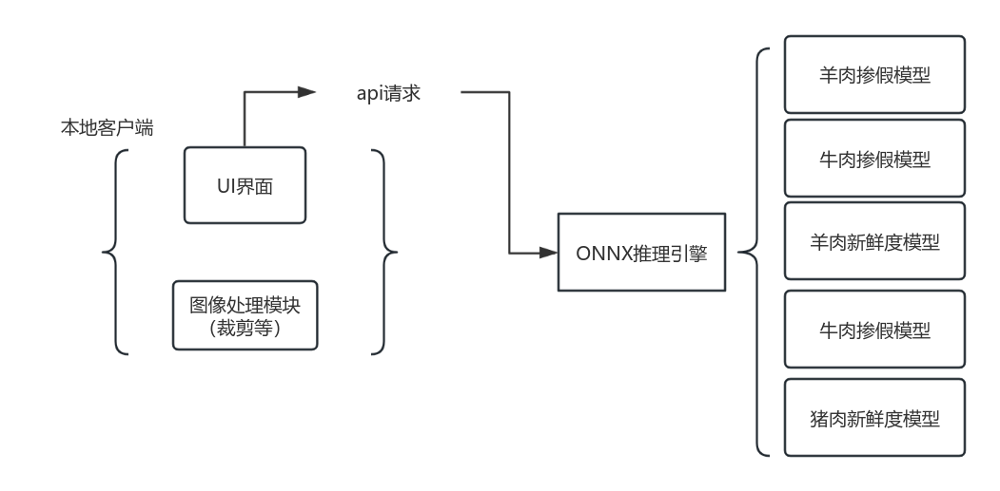 本地客户端
UI界面
图像处理模块
（裁剪等）
api请求
ONNX推理引擎
羊肉掺假模型
牛肉掺假模型
羊肉新鲜度模型
牛肉掺假模型
猪肉新鲜度模型